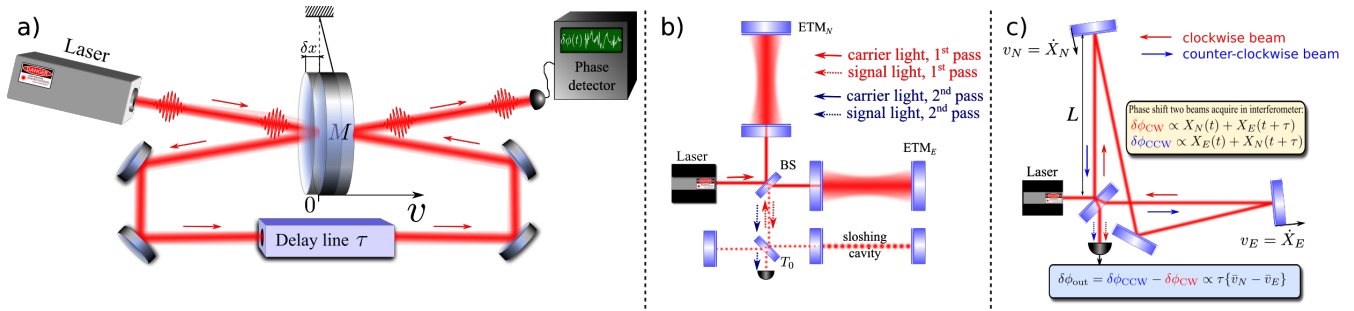 a)
Laser
DANGER
δx
δϕ(t)
Phase
detector
M
0
v
Delay line τ
b)
ETM_N
carrier light, 1st pass
signal light, 1st pass
carrier light, 2nd pass
signal light, 2nd pass
Laser
BS
ETM_E
sloshing
cavity
T_0
c)
v_N = Ẋ_N
clockwise beam
counter-clockwise beam
L
Phase shift two beams acquire in interferometer:
δϕ_CW ∝ X_N(t) + X_E(t + τ)
δϕ_CCW ∝ X_E(t) + X_N(t + τ)
Laser
v_E = Ẋ_E
δϕ_out = δϕ_CCW − δϕ_CW ∝ τ{v̄_N − v̄_E}